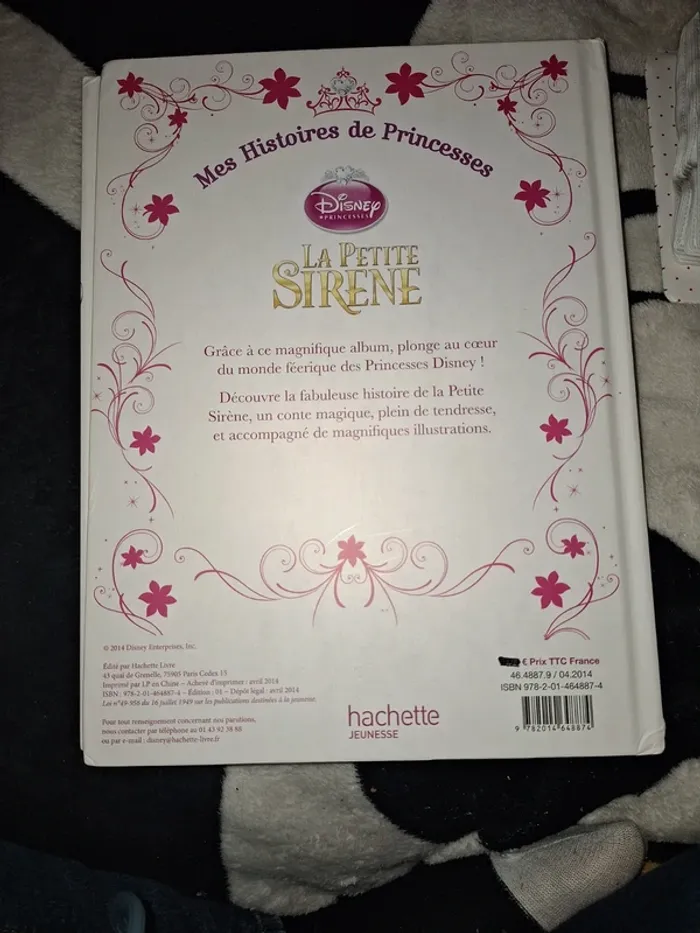 Mes Histoires de Princesses
DISNEY
PRINCESSES
LA PETITE
SIRÈNE
Grâce à ce magnifique album, plonge au cœur
du monde féerique des Princesses Disney !
Découvre la fabuleuse histoire de la Petite
Sirène, un conte magique, plein de tendresse,
et accompagné de magnifiques illustrations.
© 2014 Disney Enterprises, Inc.
Édité par Hachette Livre
43 quai de Grenelle, 75905 Paris Cedex 15
Imprimé par LP en Chine – Achevé d'imprimer : avril 2014
ISBN : 978-2-01-464887-4 – Édition : 01 – Dépôt légal : avril 2014
Loi n°49-956 du 16 juillet 1949 sur les publications destinées à la jeunesse.
Pour tout renseignement concernant nos parutions,
nous contacter par téléphone au 01 43 92 38 88
ou par e-mail : disney@hachette-livre.fr
hachette
JEUNESSE
€ Prix TTC France
46.4887.9 / 04.2014
ISBN 978-2-01-464887-4
9 782014 648874